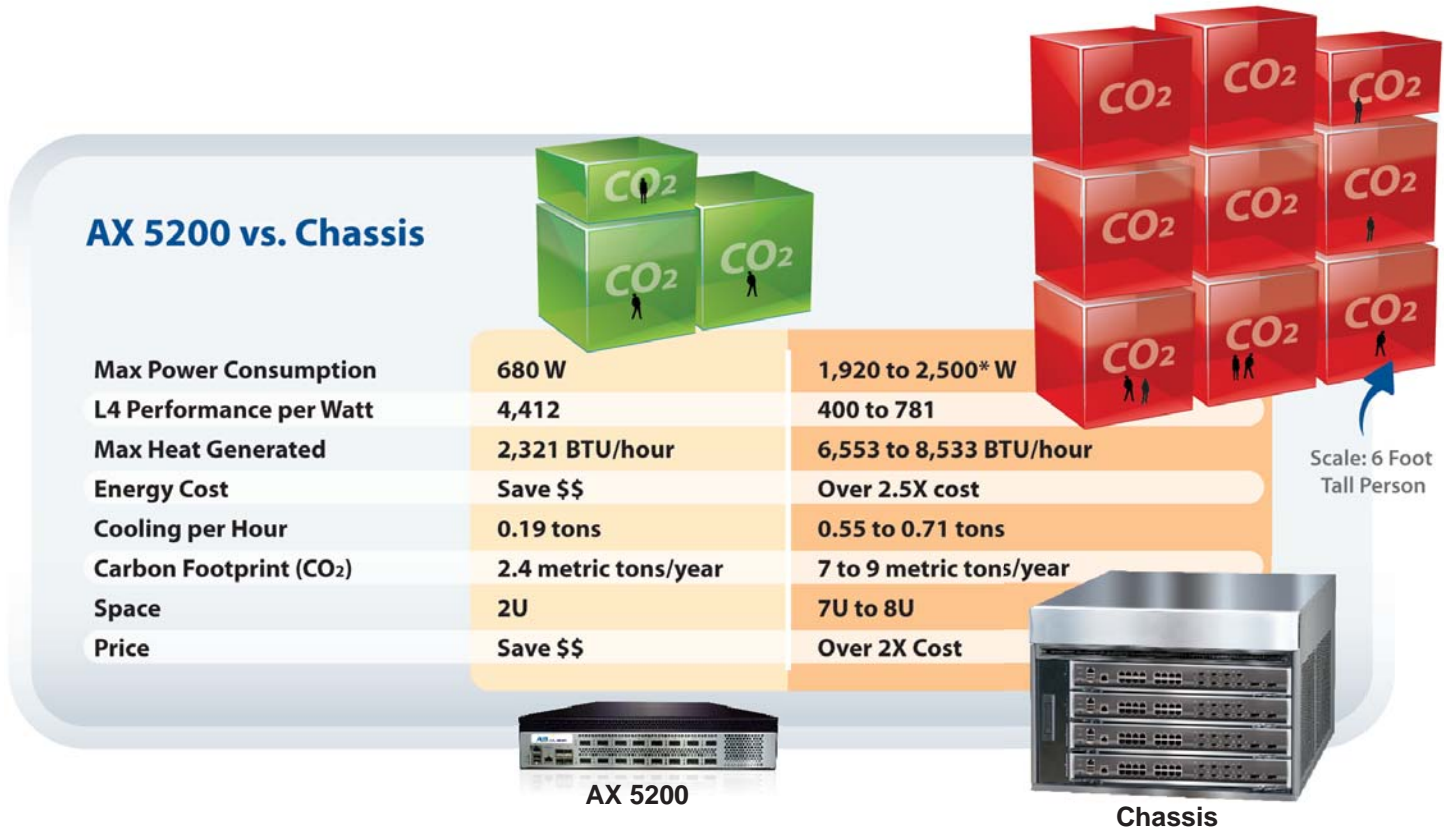 CO2
CO2
CO2
CO2
CO2
CO2
CO2
CO2
CO2
CO2
CO2
CO2
AX 5200 vs. Chassis
Max Power Consumption 680 W 1,920 to 2,500* W
L4 Performance per Watt 4,412 400 to 781
Max Heat Generated 2,321 BTU/hour 6,553 to 8,533 BTU/hour
Energy Cost Save $$ Over 2.5X cost
Cooling per Hour 0.19 tons 0.55 to 0.71 tons
Carbon Footprint (CO2) 2.4 metric tons/year 7 to 9 metric tons/year
Space 2U 7U to 8U
Price Save $$ Over 2X Cost
Scale: 6 Foot
Tall Person
AX 5200
Chassis